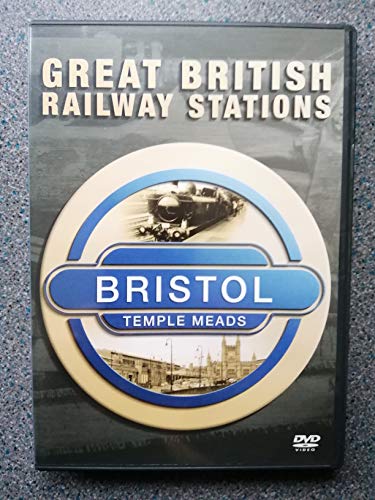 GREAT BRITISH
RAILWAY STATIONS
BRISTOL
TEMPLE MEADS
DVD
VIDEO